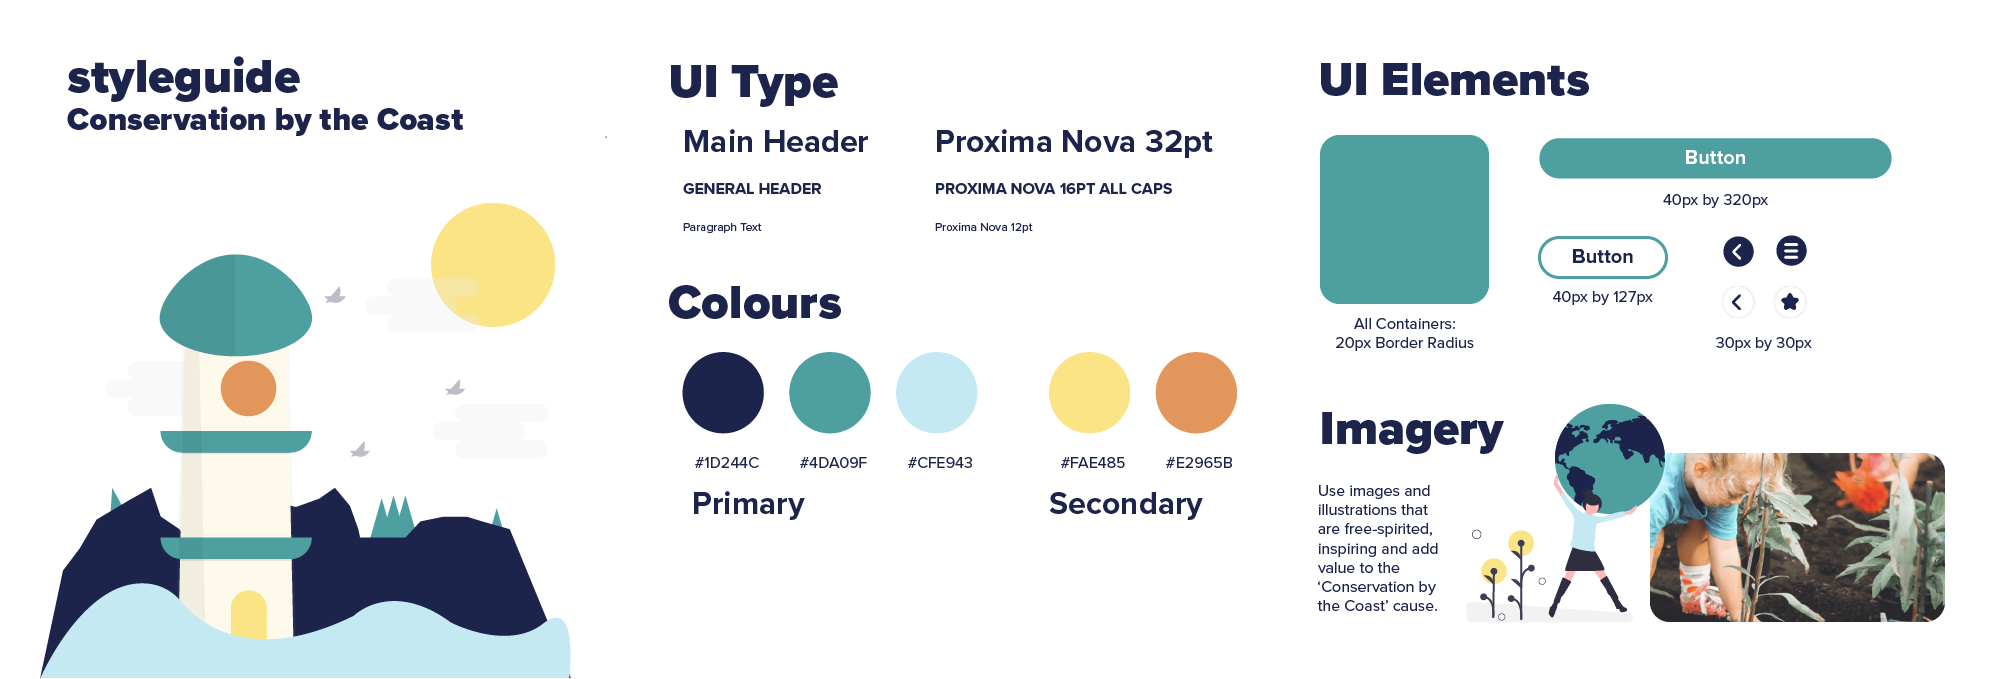 styleguide
Conservation by the Coast
UI Type
Main Header
Proxima Nova 32pt
GENERAL HEADER
PROXIMA NOVA 16PT ALL CAPS
Paragraph Text
Proxima Nova 12pt
Colours
#1D244C
#4DA09F
#CFE943
#FAE485
#E2965B
Primary
Secondary
UI Elements
All Containers:
20px Border Radius
Button
40px by 320px
Button
40px by 127px
30px by 30px
Imagery
Use images and
illustrations that
are free-spirited,
inspiring and add
value to the
‘Conservation by
the Coast’ cause.